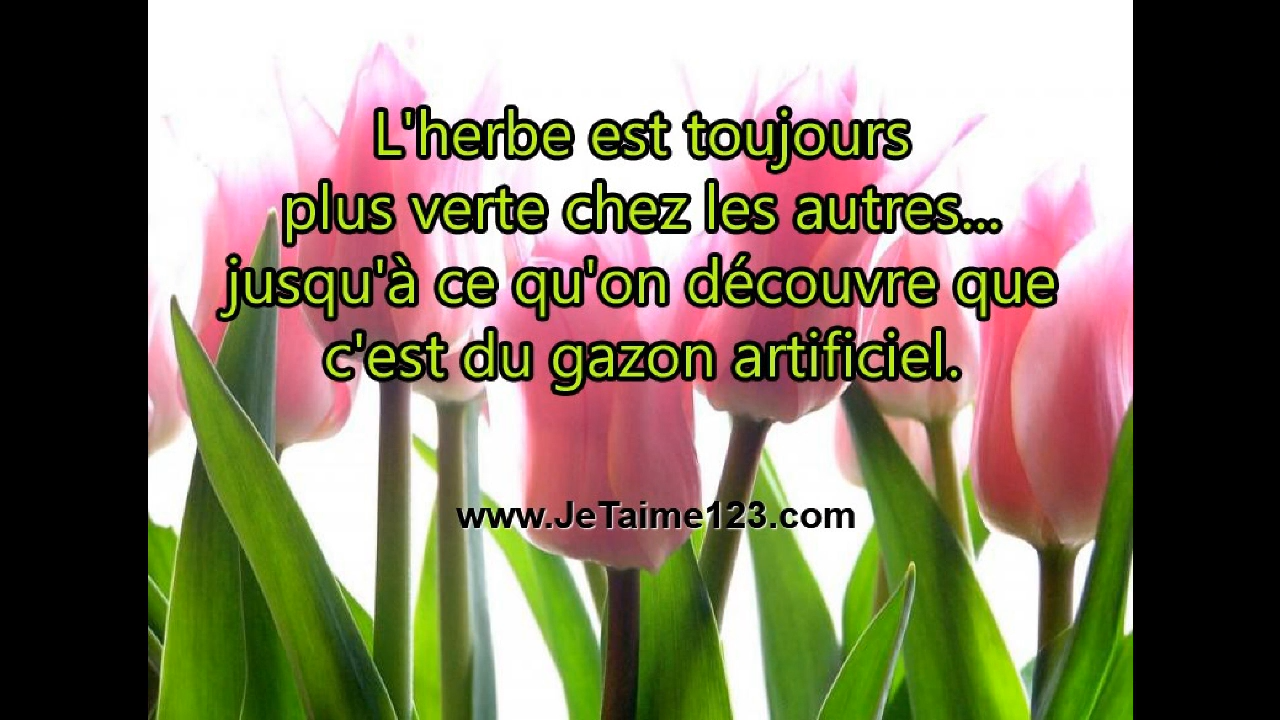 L'herbe est toujours
plus verte chez les autres...
jusqu'à ce qu'on découvre que
c'est du gazon artificiel.
www.JeTaime123.com